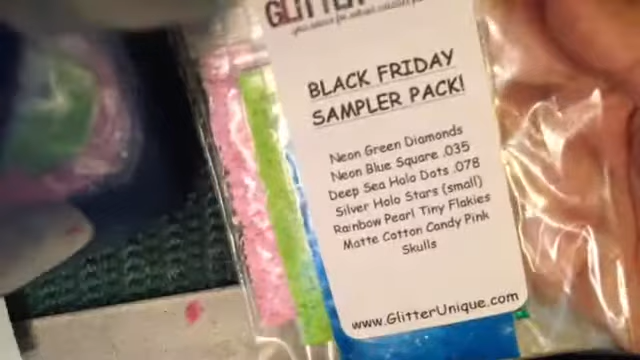 GLITTER
BLACK FRIDAY
SAMPLER PACK!
Neon Green Diamonds
Neon Blue Square .035
Deep Sea Holo Dots .078
Silver Holo Stars (small)
Rainbow Pearl Tiny Flakies
Matte Cotton Candy Pink
Skulls
www.GlitterUnique.com